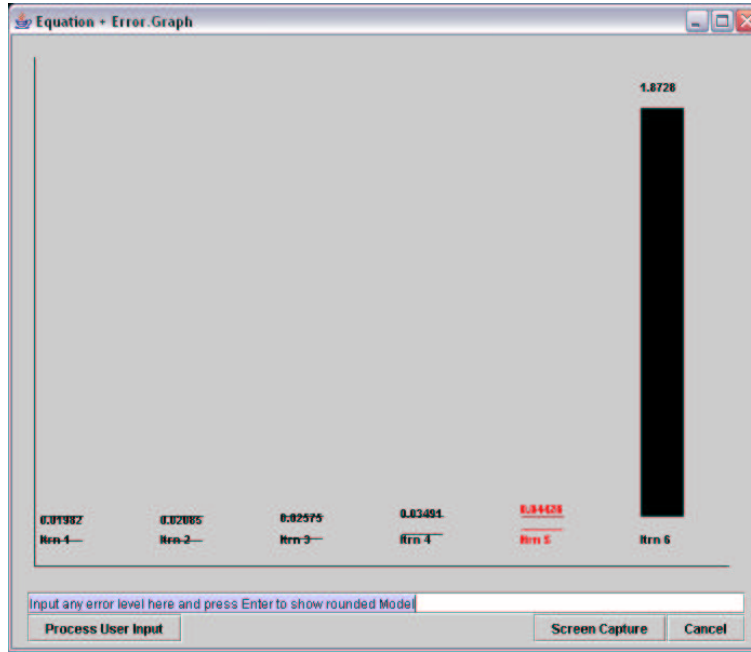 Equation + Error.Graph
1.8728
0.01982
0.02085
0.02575
0.03491
0.04428
Itrn 1
Itrn 2
Itrn 3
Itrn 4
Itrn 5
Itrn 6
Input any error level here and press Enter to show rounded Model
Process User Input
Screen Capture
Cancel